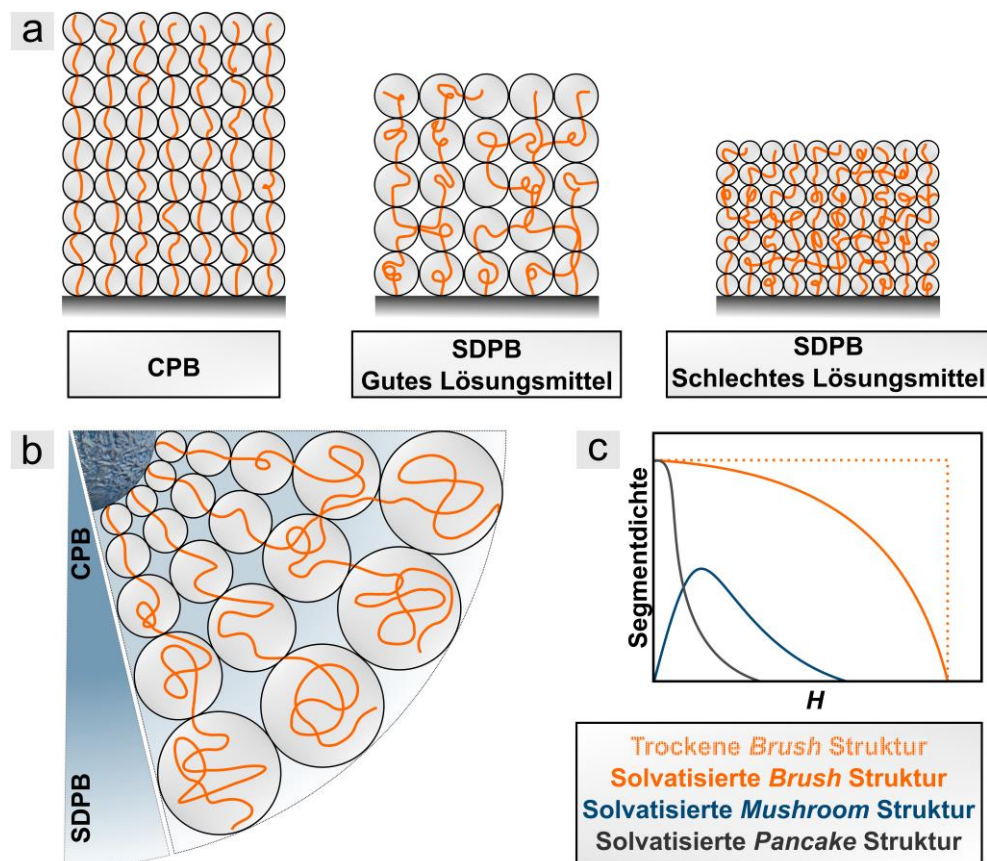 a
CPB
SDPB
Gutes Lösungsmittel
SDPB
Schlechtes Lösungsmittel
b
CPB
SDPB
c
Segmentdichte
H
Trockene Brush Struktur
Solvatisierte Brush Struktur
Solvatisierte Mushroom Struktur
Solvatisierte Pancake Struktur